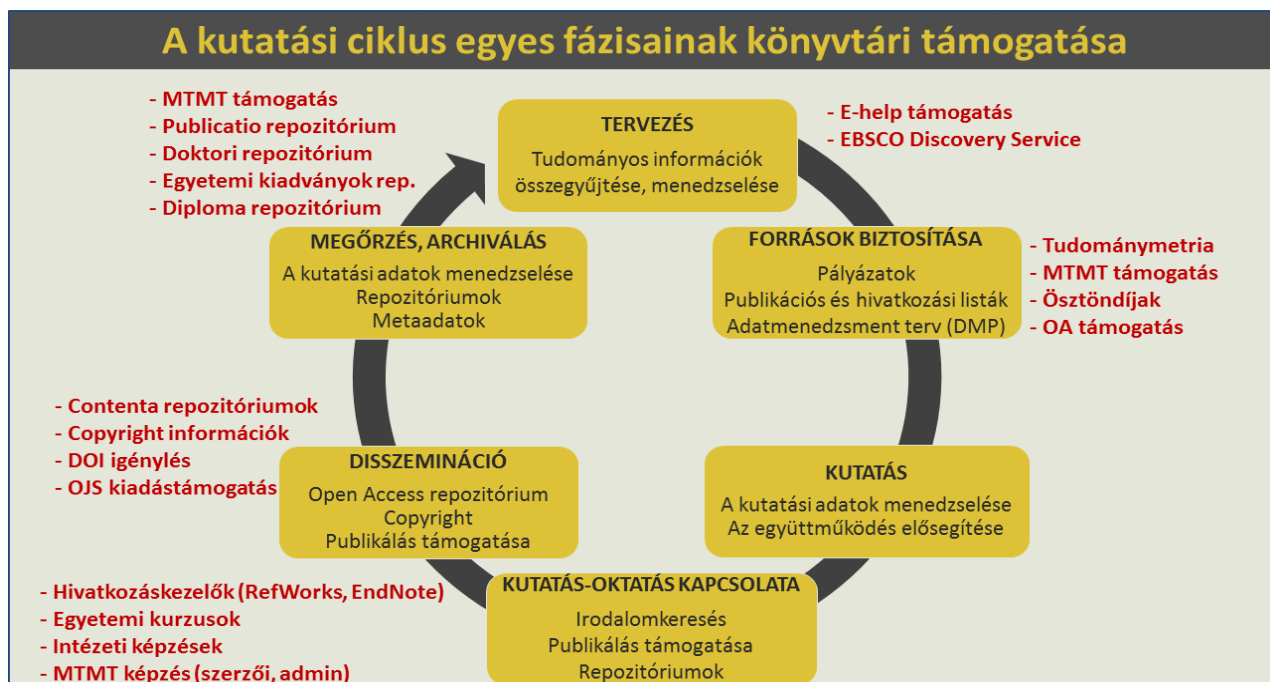 A kutatási ciklus egyes fázisainak könyvtári támogatása
- MTMT támogatás
- Publicatio repozitórium
- Doktori repozitórium
- Egyetemi kiadványok rep.
- Diploma repozitórium
TERVEZÉS
Tudományos információk
összegyűjtése, menedzselése
- E-help támogatás
- EBSCO Discovery Service
MEGŐRZÉS, ARCHIVÁLÁS
A kutatási adatok menedzselése
Repozitóriumok
Metaadatok
FORRÁSOK BIZTOSÍTÁSA
Pályázatok
Publikációs és hivatkozási listák
Adatmenedzsment terv (DMP)
- Tudománymetria
- MTMT támogatás
- Ösztöndíjak
- OA támogatás
- Contenta repozitóriumok
- Copyright információk
- DOI igénylés
- OJS kiadástámogatás
DISSZEMINÁCIÓ
Open Access repozitórium
Copyright
Publikálás támogatása
KUTATÁS
A kutatási adatok menedzselése
Az együttműködés elősegítése
- Hivatkozáskezelők (RefWorks, EndNote)
- Egyetemi kurzusok
- Intézeti képzések
- MTMT képzés (szerzői, admin)
KUTATÁS-OKTATÁS KAPCSOLATA
Irodalomkeresés
Publikálás támogatása
Repozitóriumok